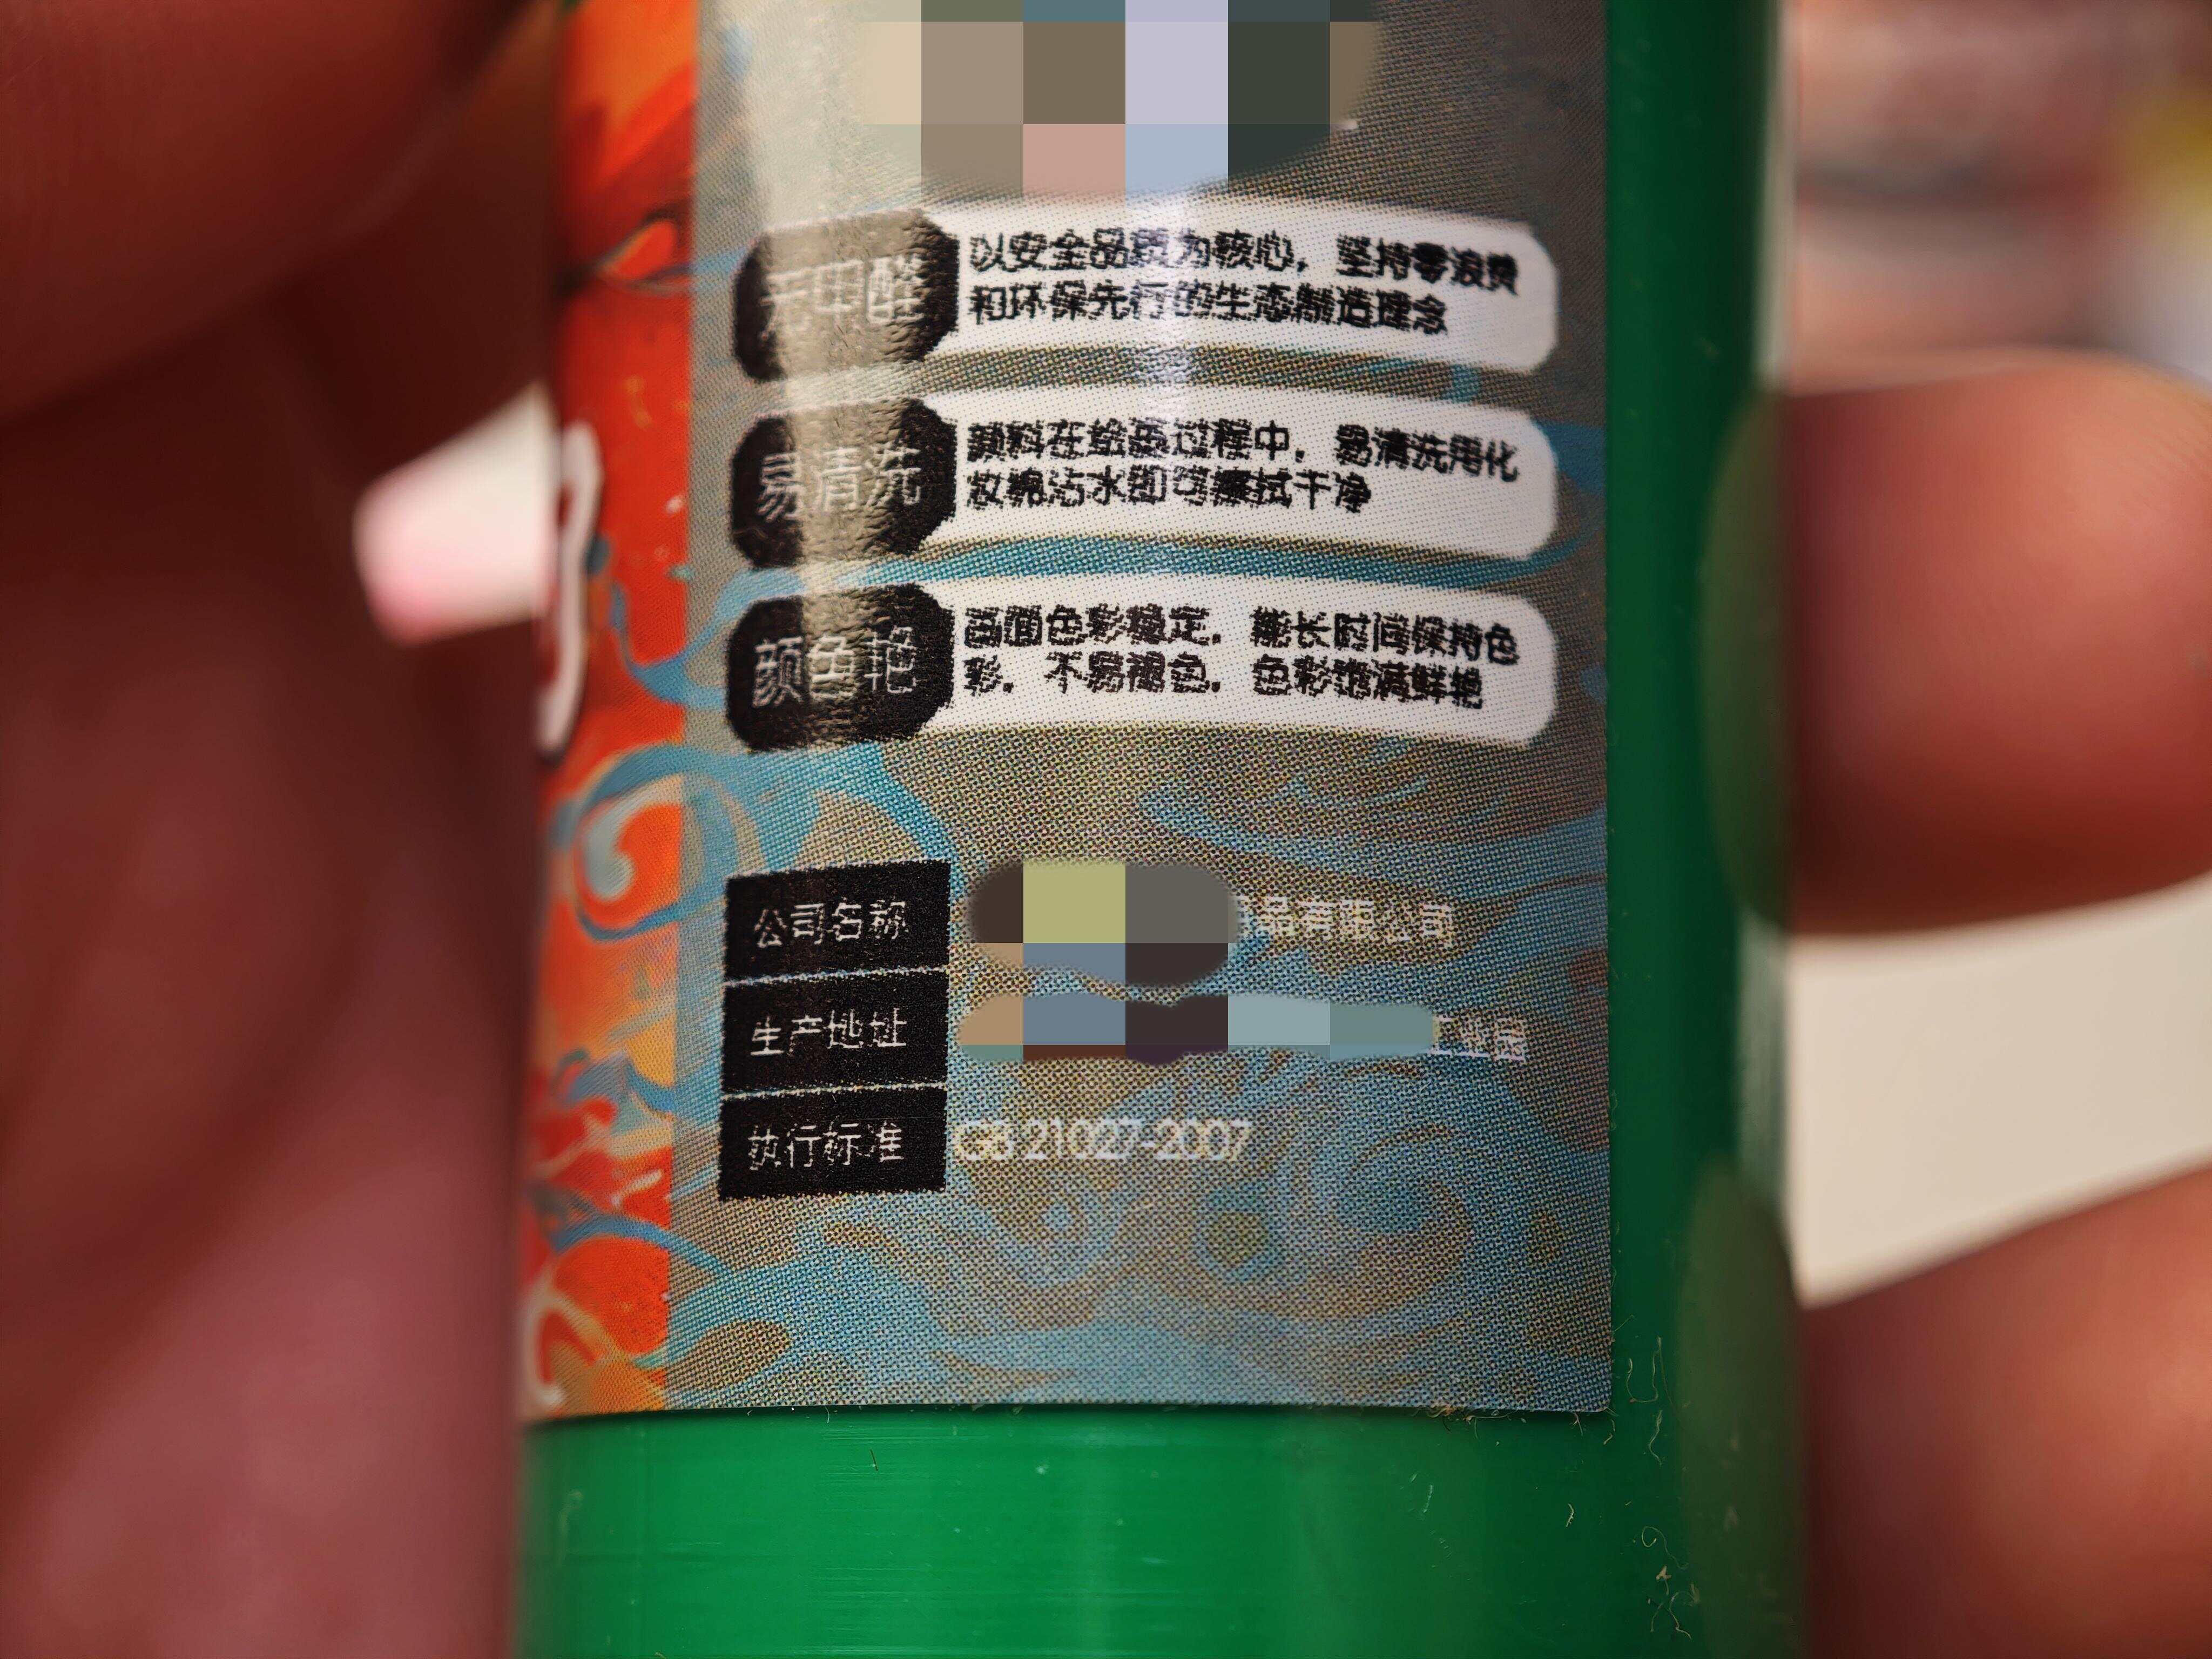 无甲醛
以安全品质为核心，坚持零浪费
和环保先行的生态制造理念
易清洗
颜料在绘画过程中，易清洗用化
妆棉沾水即可擦拭干净
颜色艳
画面色彩稳定，能长时间保持色
彩，不易褪色，色彩饱满鲜艳
公司名称
品有限公司
生产地址
工业园
执行标准
GB 21027-2007